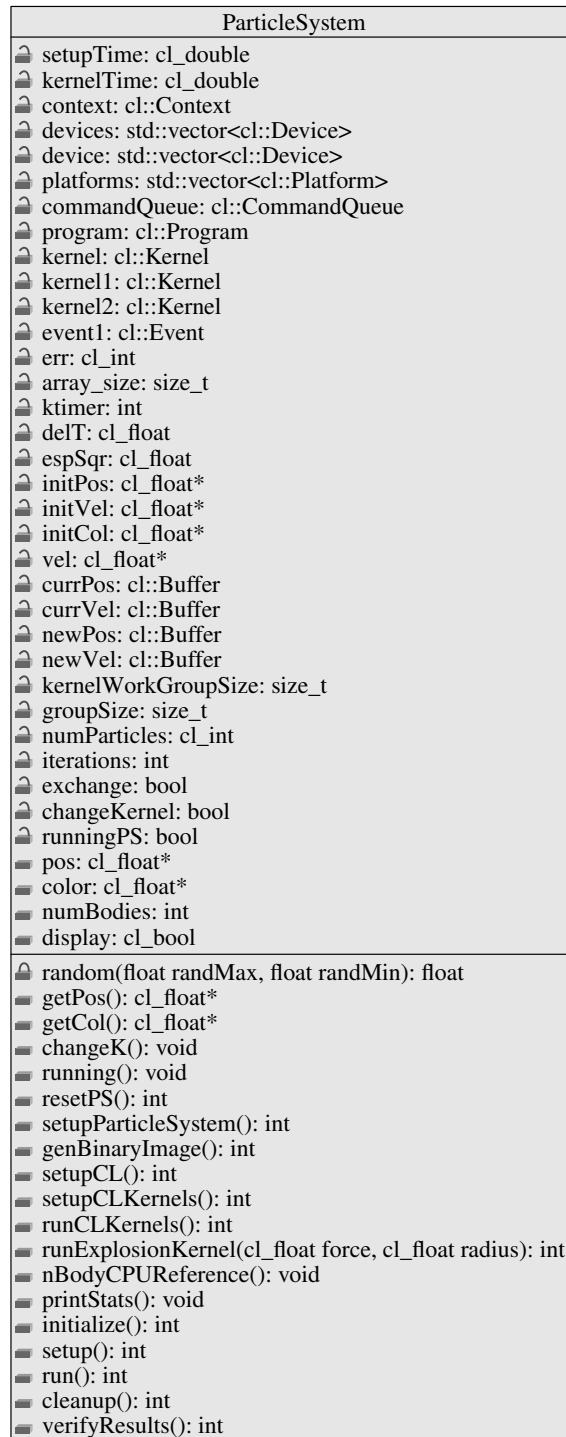 ParticleSystem
setupTime: cl_double
kernelTime: cl_double
context: cl::Context
devices: std::vector<cl::Device>
device: std::vector<cl::Device>
platforms: std::vector<cl::Platform>
commandQueue: cl::CommandQueue
program: cl::Program
kernel: cl::Kernel
kernel1: cl::Kernel
kernel2: cl::Kernel
event1: cl::Event
err: cl_int
array_size: size_t
ktimer: int
delT: cl_float
espSqr: cl_float
initPos: cl_float*
initVel: cl_float*
initCol: cl_float*
vel: cl_float*
currPos: cl::Buffer
currVel: cl::Buffer
newPos: cl::Buffer
newVel: cl::Buffer
kernelWorkGroupSize: size_t
groupSize: size_t
numParticles: cl_int
iterations: int
exchange: bool
changeKernel: bool
runningPS: bool
pos: cl_float*
color: cl_float*
numBodies: int
display: cl_bool
random(float randMax, float randMin): float
getPos(): cl_float*
getCol(): cl_float*
changeK(): void
running(): void
resetPS(): int
setupParticleSystem(): int
genBinaryImage(): int
setupCL(): int
setupCLKernels(): int
runCLKernels(): int
runExplosionKernel(cl_float force, cl_float radius): int
nBodyCPUReference(): void
printStats(): void
initialize(): int
setup(): int
run(): int
cleanup(): int
verifyResults(): int